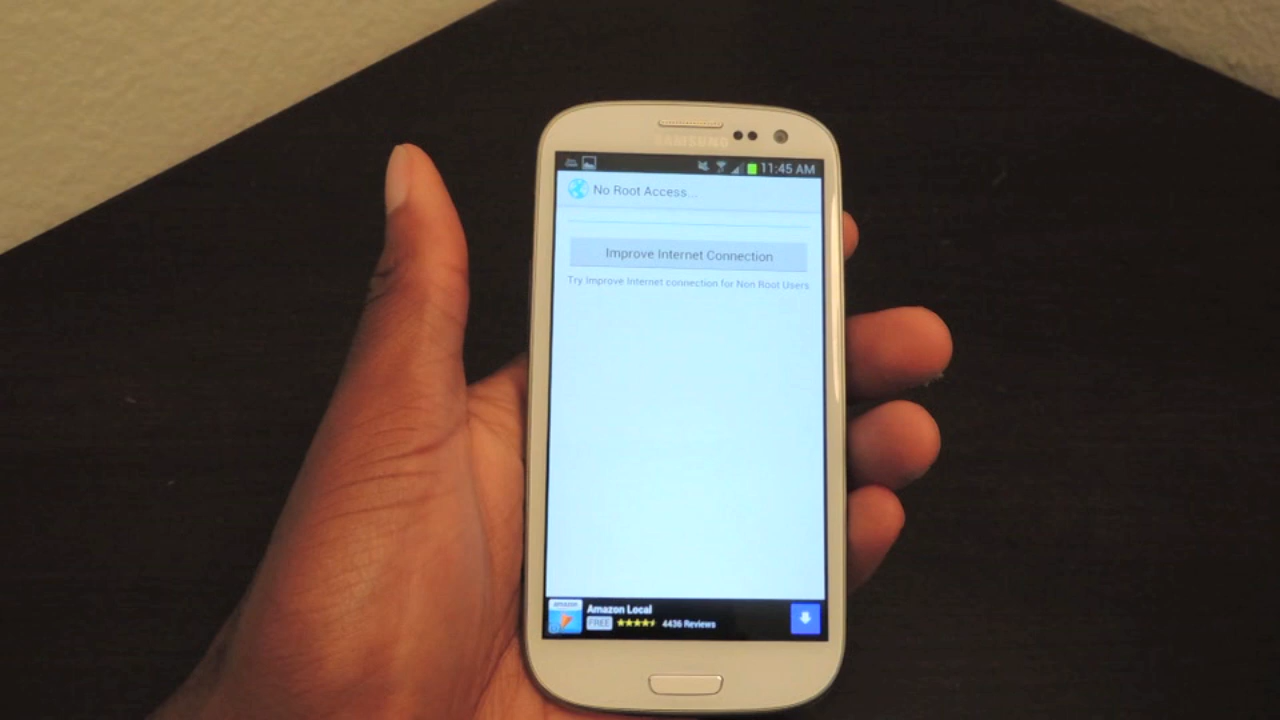 SAMSUNG
11:45 AM
No Root Access...
Improve Internet Connection
Try Improve Internet connection for Non Root Users
amazon
Amazon Local
FREE
4436 Reviews